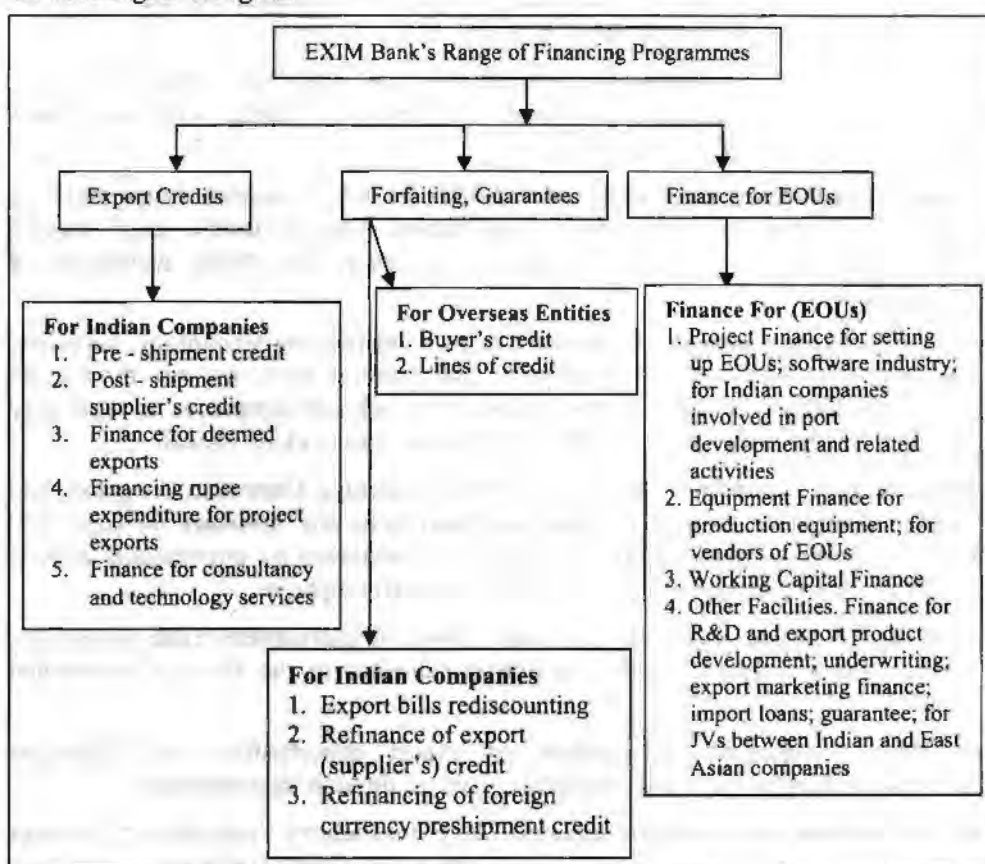 EXIM Bank's Range of Financing Programmes
Export Credits
Forfaiting, Guarantees
Finance for EOUs
For Indian Companies
1. Pre - shipment credit
2. Post - shipment
supplier's credit
3. Finance for deemed
exports
4. Financing rupee
expenditure for project
exports
5. Finance for consultancy
and technology services
For Overseas Entities
1. Buyer's credit
2. Lines of credit
For Indian Companies
1. Export bills rediscounting
2. Refinance of export
(supplier's) credit
3. Refinancing of foreign
currency preshipment credit
Finance For (EOUs)
1. Project Finance for setting
up EOUs; software industry;
for Indian companies
involved in port
development and related
activities
2. Equipment Finance for
production equipment; for
vendors of EOUs
3. Working Capital Finance
4. Other Facilities. Finance for
R&D and export product
development; underwriting;
export marketing finance;
import loans; guarantee; for
JVs between Indian and East
Asian companies